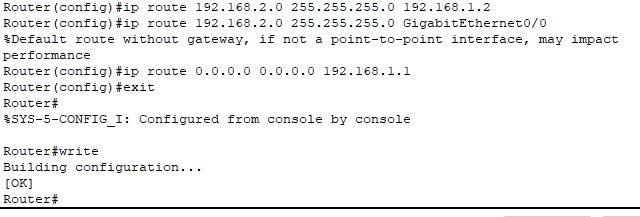 Router(config)#ip route 192.168.2.0 255.255.255.0 192.168.1.2
Router(config)#ip route 192.168.2.0 255.255.255.0 GigabitEthernet0/0
%Default route without gateway, if not a point-to-point interface, may impact
performance
Router(config)#ip route 0.0.0.0 0.0.0.0 192.168.1.1
Router(config)#exit
Router#
%SYS-5-CONFIG_I: Configured from console by console
Router#write
Building configuration...
[OK]
Router#